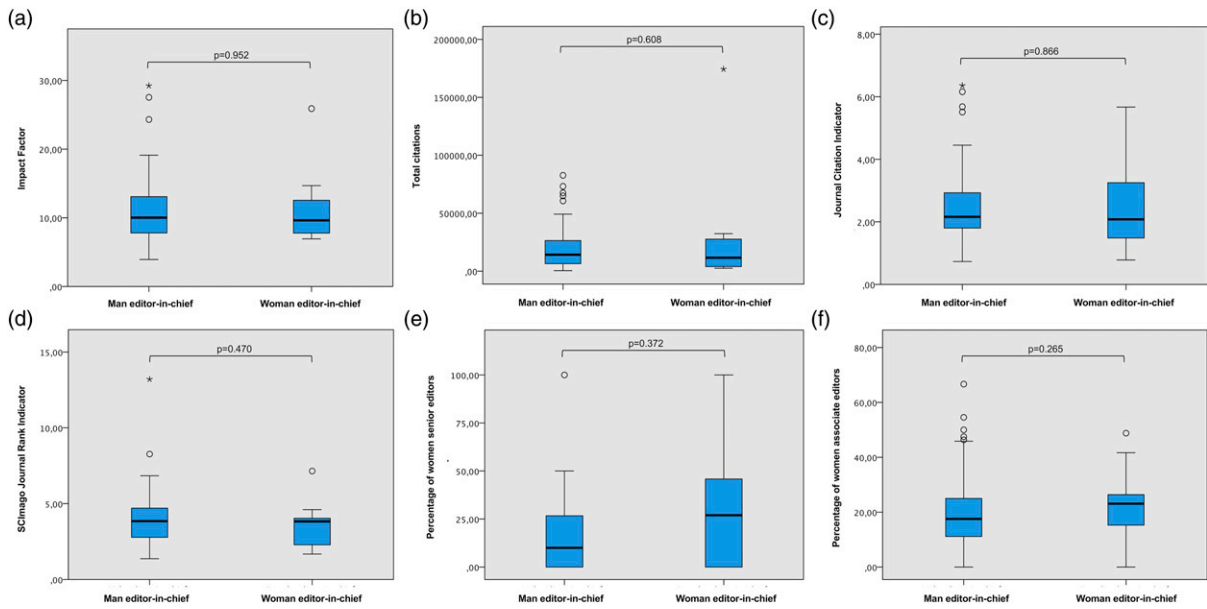 (a)
p=0.952
Impact Factor
30,00
20,00
10,00
,00
Man editor-in-chief
Woman editor-in-chief
(b)
p=0.608
Total citations
200000,00
150000,00
100000,00
50000,00
,00
Man editor-in-chief
Woman editor-in-chief
(c)
p=0.866
Journal Citation Indicator
8,00
6,00
4,00
2,00
,00
Man editor-in-chief
Woman editor-in-chief
(d)
p=0.470
SCImago Journal Rank Indicator
15,00
10,00
5,00
,00
Man editor-in-chief
Woman editor-in-chief
(e)
p=0.372
Percentage of women senior editors
100,00
75,00
50,00
25,00
,00
Man editor-in-chief
Woman editor-in-chief
(f)
p=0.265
Percentage of women associate editors
80,00
60,00
40,00
20,00
,00
Man editor-in-chief
Woman editor-in-chief